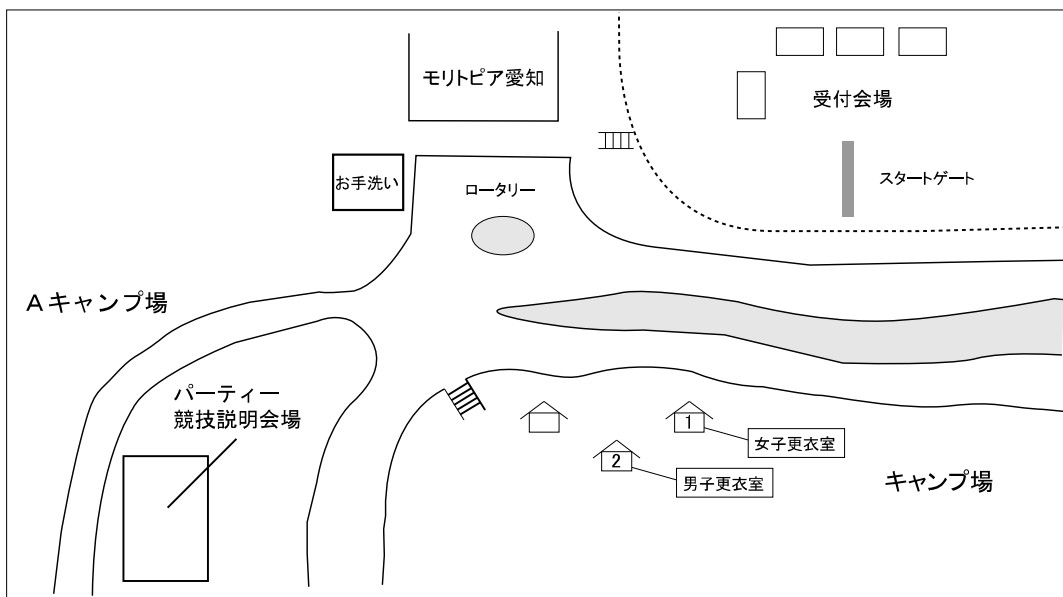 モリトピア愛知
受付会場
お手洗い
ロータリー
スタートゲート
Aキャンプ場
パーティー
競技説明会場
1
女子更衣室
2
男子更衣室
キャンプ場